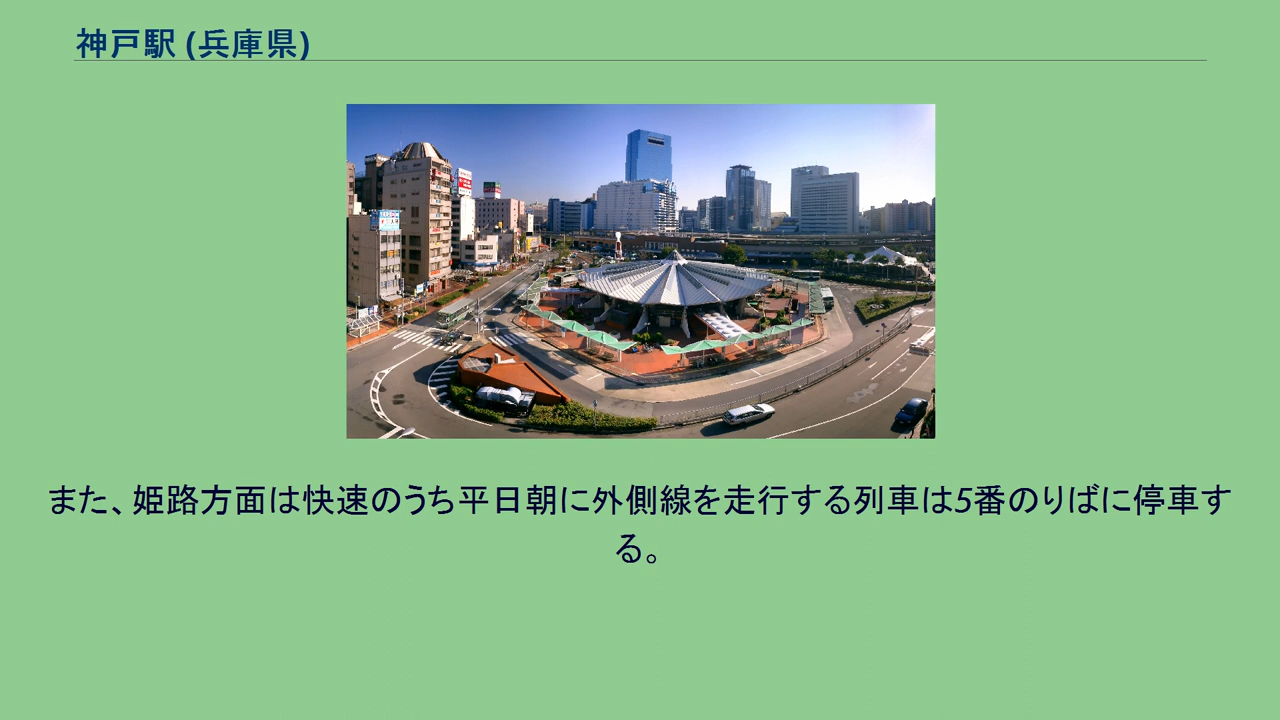 神戸駅 (兵庫県)
また、姫路方面は快速のうち平日朝に外側線を走行する列車は5番のりばに停車す
る。